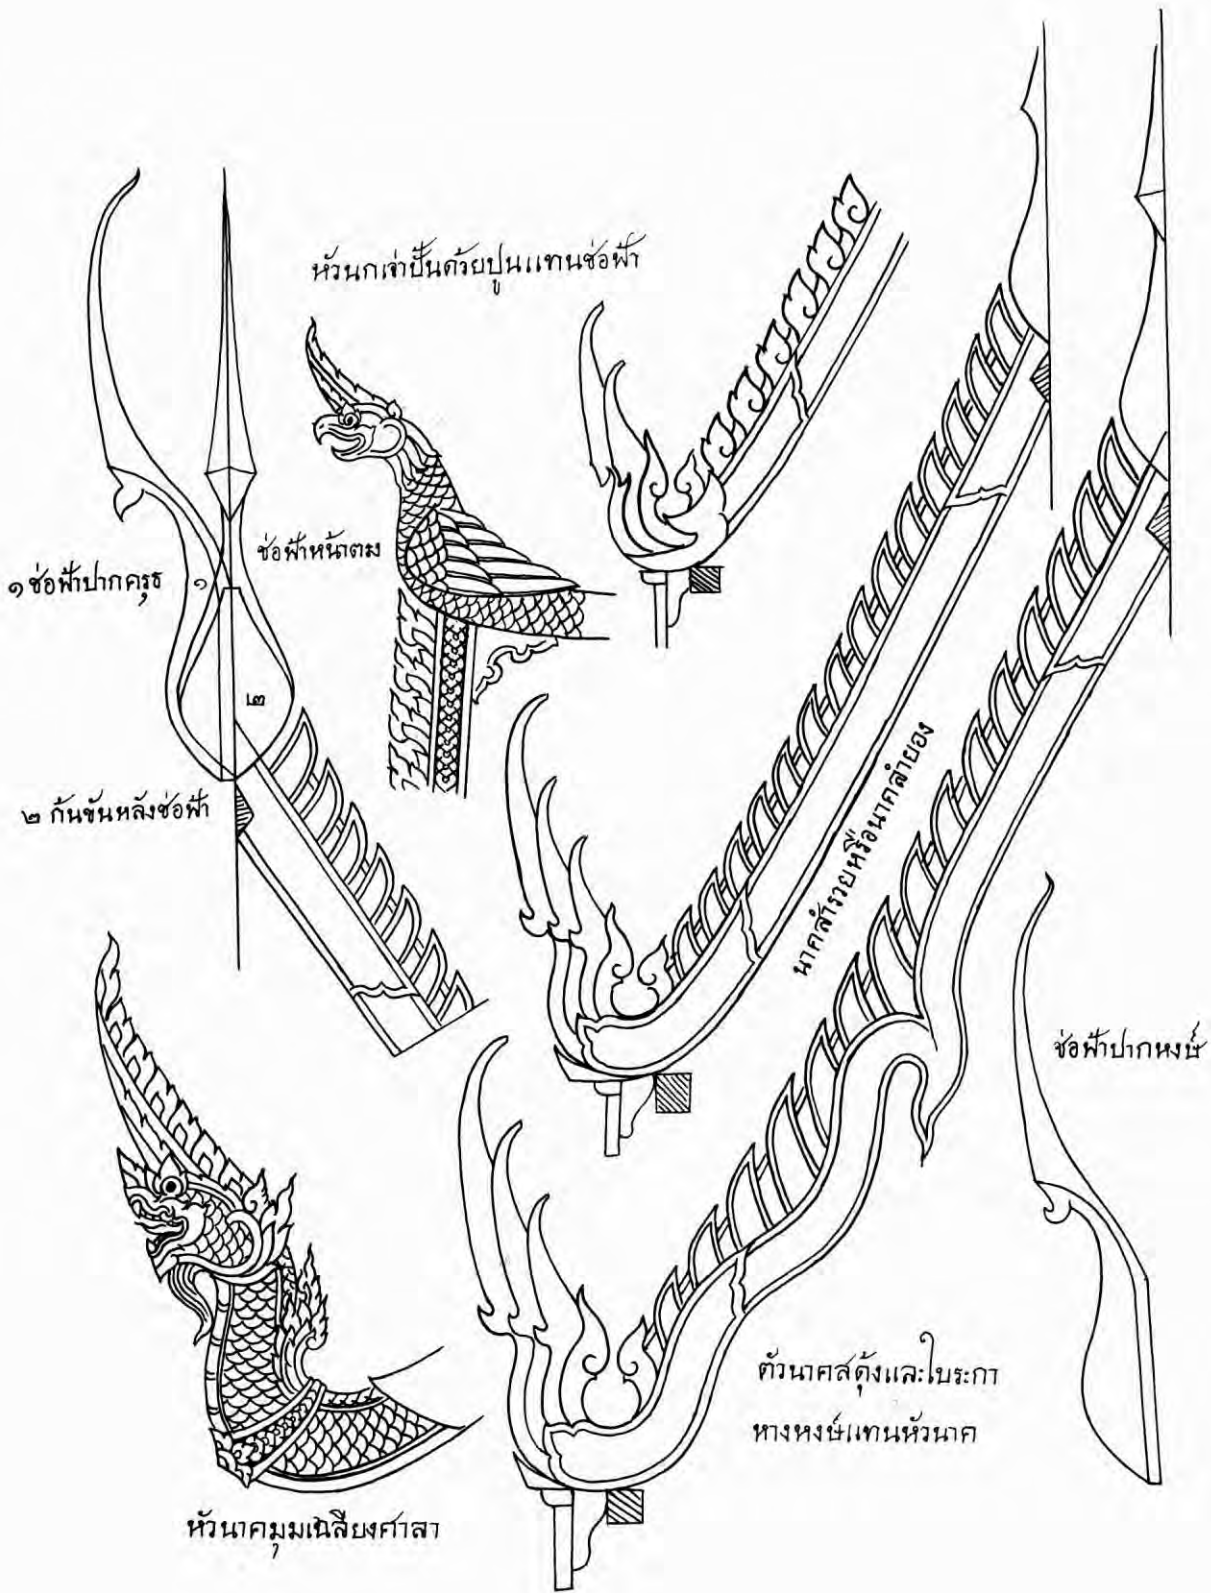 หัวนกเจ่าปั้นด้วยปูนแทนช่อฟ้า
ช่อฟ้าหน้าตม
๑ ช่อฟ้าปากครุธ
๑
๒
๒ ก้นขันหลังช่อฟ้า
นาคสำรวยหรือนาคลำยอง
ช่อฟ้าปากหงษ์
ตัวนาคสดุ้งและใบระกา
หางหงษ์แทนหัวนาค
หัวนาคมุมเฉลียงศาลา